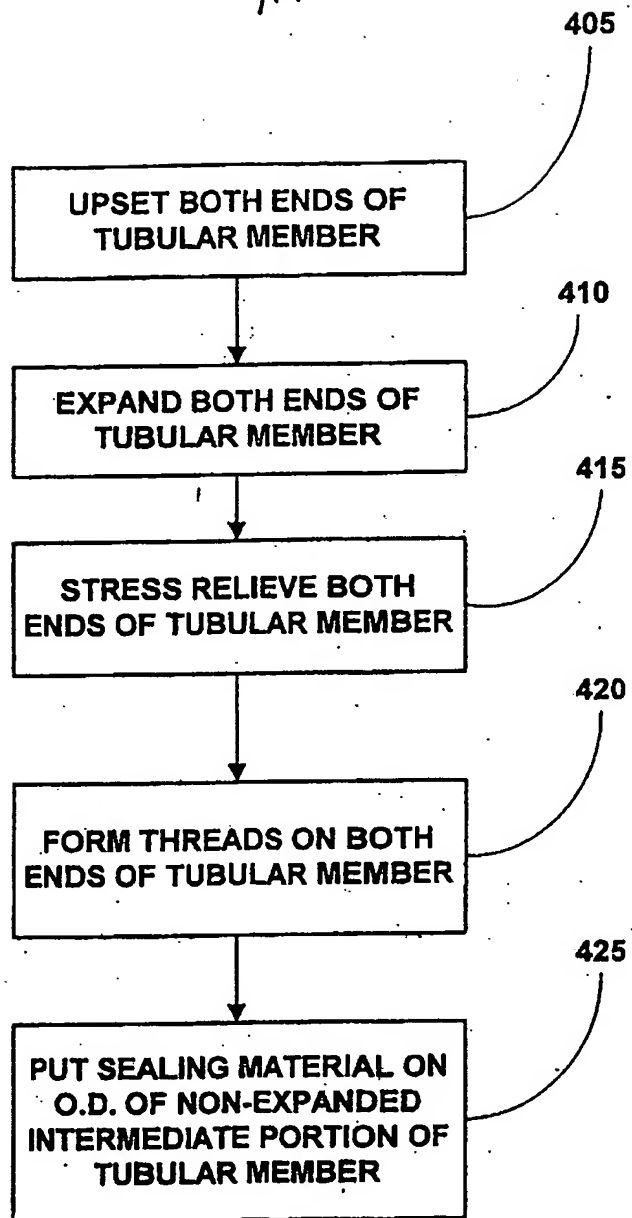 405
UPSET BOTH ENDS OF
TUBULAR MEMBER
410
EXPAND BOTH ENDS OF
TUBULAR MEMBER
415
STRESS RELIEVE BOTH
ENDS OF TUBULAR MEMBER
420
FORM THREADS ON BOTH
ENDS OF TUBULAR MEMBER
425
PUT SEALING MATERIAL ON
O.D. OF NON-EXPANDED
INTERMEDIATE PORTION OF
TUBULAR MEMBER